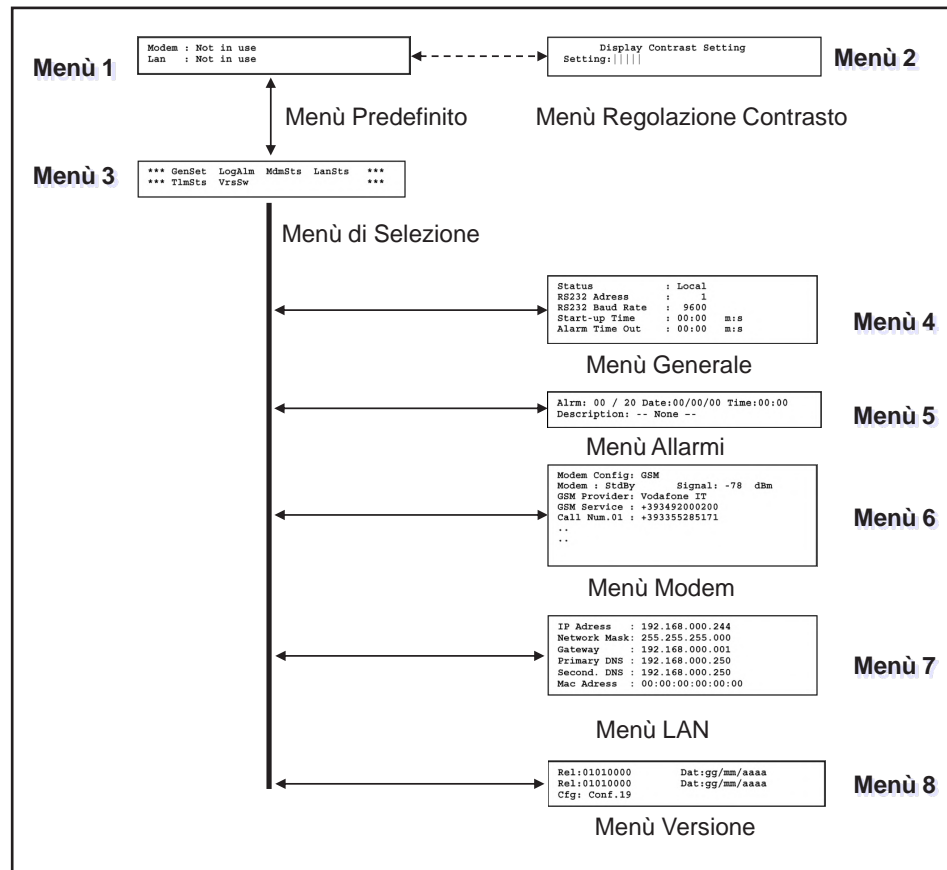 Menù 1
Modem : Not in use
Lan   : Not in use
Display Contrast Setting
Setting:|||||
Menù 2
Menù Predefinito
Menù Regolazione Contrasto
Menù 3
*** GenSet  LogAlm  MdmSts  LanSts  ***
*** TlmSts  VrsSw                   ***
Menù di Selezione
Status          : Local
RS232 Adress    :     1
RS232 Baud Rate :  9600
Start-up Time   : 00:00   m:s
Alarm Time Out  : 00:00   m:s
Menù 4
Menù Generale
Alrm: 00 / 20 Date:00/00/00 Time:00:00
Description: -- None --
Menù 5
Menù Allarmi
Modem Config: GSM
Modem : StdBy      Signal: -78  dBm
GSM Provider: Vodafone IT
GSM Service : +393492000200
Call Num.01 : +393355285171
..
..
Menù 6
Menù Modem
IP Adress   : 192.168.000.244
Network Mask: 255.255.255.000
Gateway     : 192.168.000.001
Primary DNS : 192.168.000.250
Second. DNS : 192.168.000.250
Mac Adress  : 00:00:00:00:00:00
Menù 7
Menù LAN
Rel:01010000       Dat:gg/mm/aaaa
Rel:01010000       Dat:gg/mm/aaaa
Cfg: Conf.19
Menù 8
Menù Versione